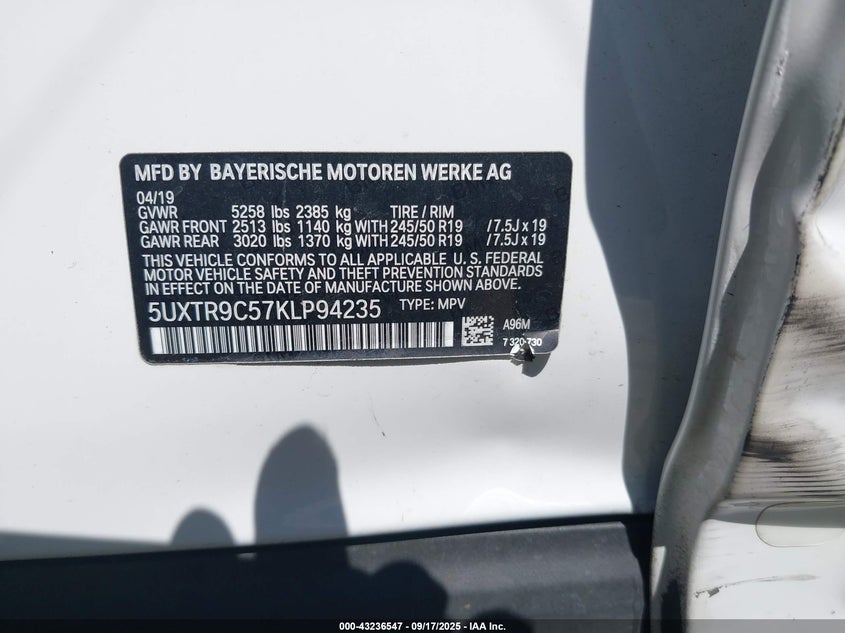 MFD BY BAYERISCHE MOTOREN WERKE AG
04/19
GVWR 5258 lbs 2385 kg TIRE / RIM
GAWR FRONT 2513 lbs 1140 kg WITH 245/50 R19 /7.5J x 19
GAWR REAR 3020 lbs 1370 kg WITH 245/50 R19 /7.5J x 19
THIS VEHICLE CONFORMS TO ALL APPLICABLE U. S. FEDERAL
MOTOR VEHICLE SAFETY AND THEFT PREVENTION STANDARDS
IN EFFECT ON THE DATE OF MANUFACTURE SHOWN ABOVE.
5UXTR9C57KLP94235 TYPE: MPV
A96M
7 320 730
000-43236547 - 09/17/2025 - IAA Inc.